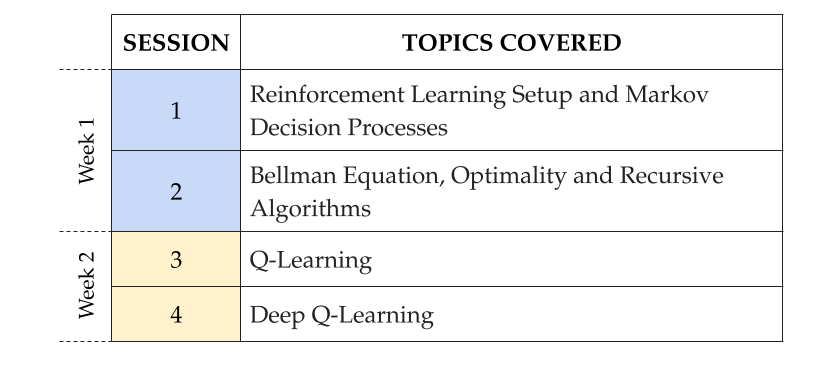 SESSION TOPICS COVERED
Week 1
1 Reinforcement Learning Setup and Markov
Decision Processes
2 Bellman Equation, Optimality and Recursive
Algorithms
Week 2
3 Q-Learning
4 Deep Q-Learning